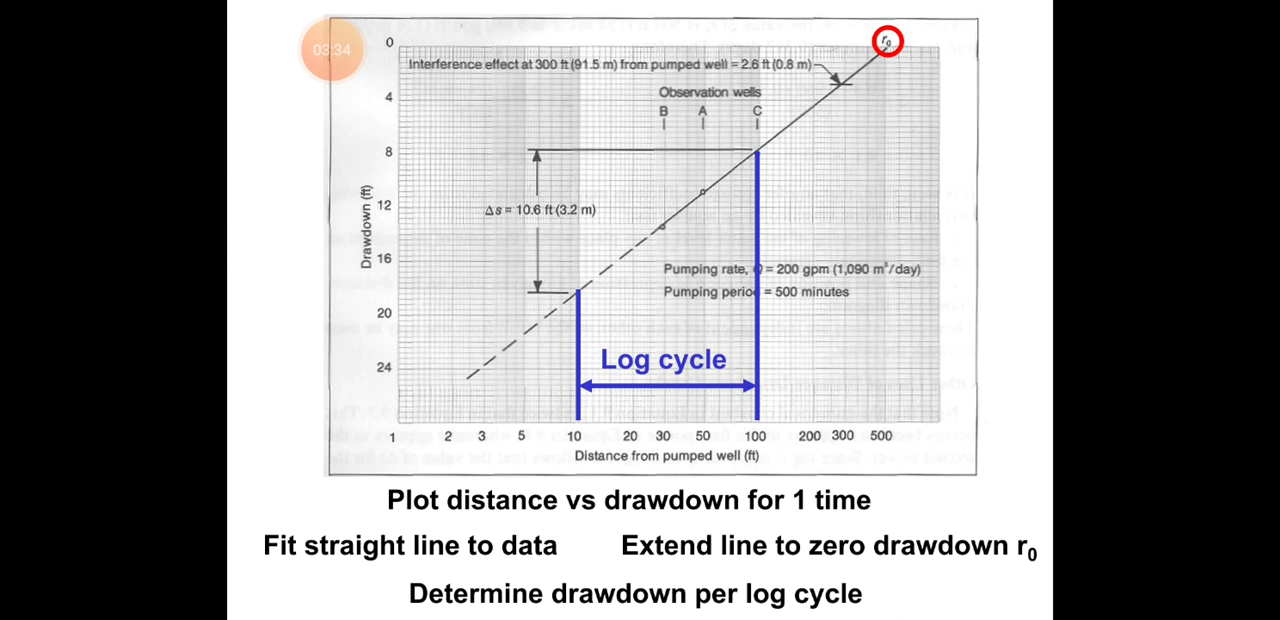 03:34
r₀
0
Interference effect at 300 ft (91.5 m) from pumped well = 2.6 ft (0.8 m)
Observation wells
4
B A C
8
12
Δs = 10.6 ft (3.2 m)
Drawdown (ft)
16
Pumping rate, Q = 200 gpm (1,090 m³/day)
Pumping period = 500 minutes
20
24
Log cycle
1 2 3 5 10 20 30 50 100 200 300 500
Distance from pumped well (ft)
Plot distance vs drawdown for 1 time
Fit straight line to data Extend line to zero drawdown r₀
Determine drawdown per log cycle